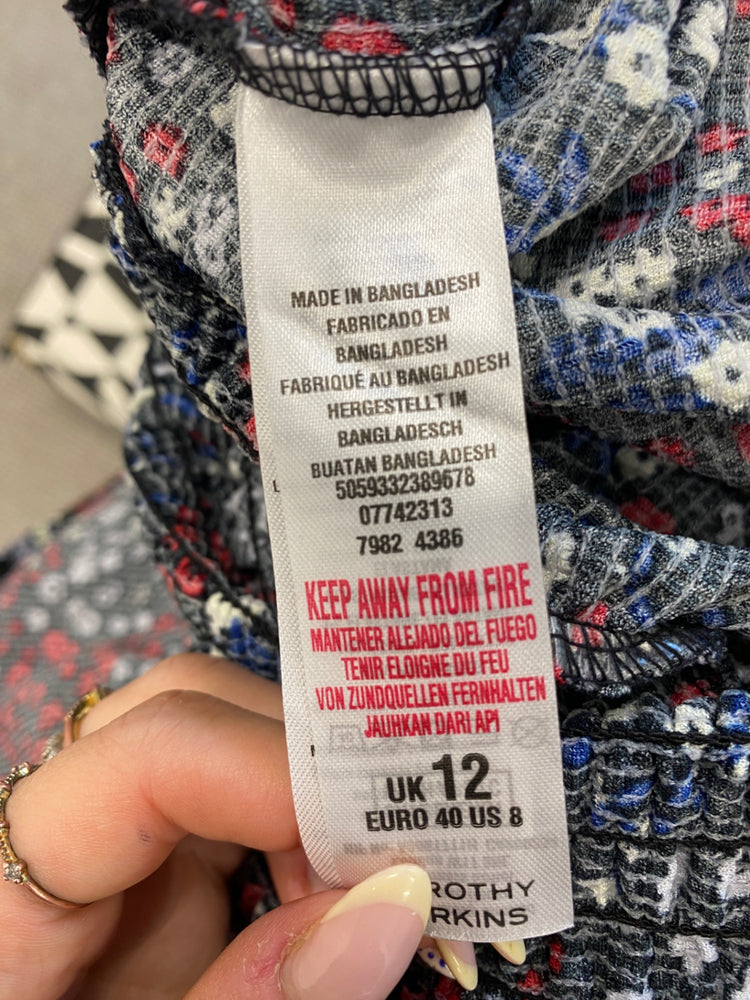 MADE IN BANGLADESH
FABRICADO EN
BANGLADESH
FABRIQUÉ AU BANGLADESH
HERGESTELLT IN
BANGLADESCH
BUATAN BANGLADESH
5059332389678
07742313
7982 4386
KEEP AWAY FROM FIRE
MANTENER ALEJADO DEL FUEGO
TENIR ELOIGNE DU FEU
VON ZUNDQUELLEN FERNHALTEN
JAUHKAN DARI API
UK 12
EURO 40 US 8
ROTHY
RKINS